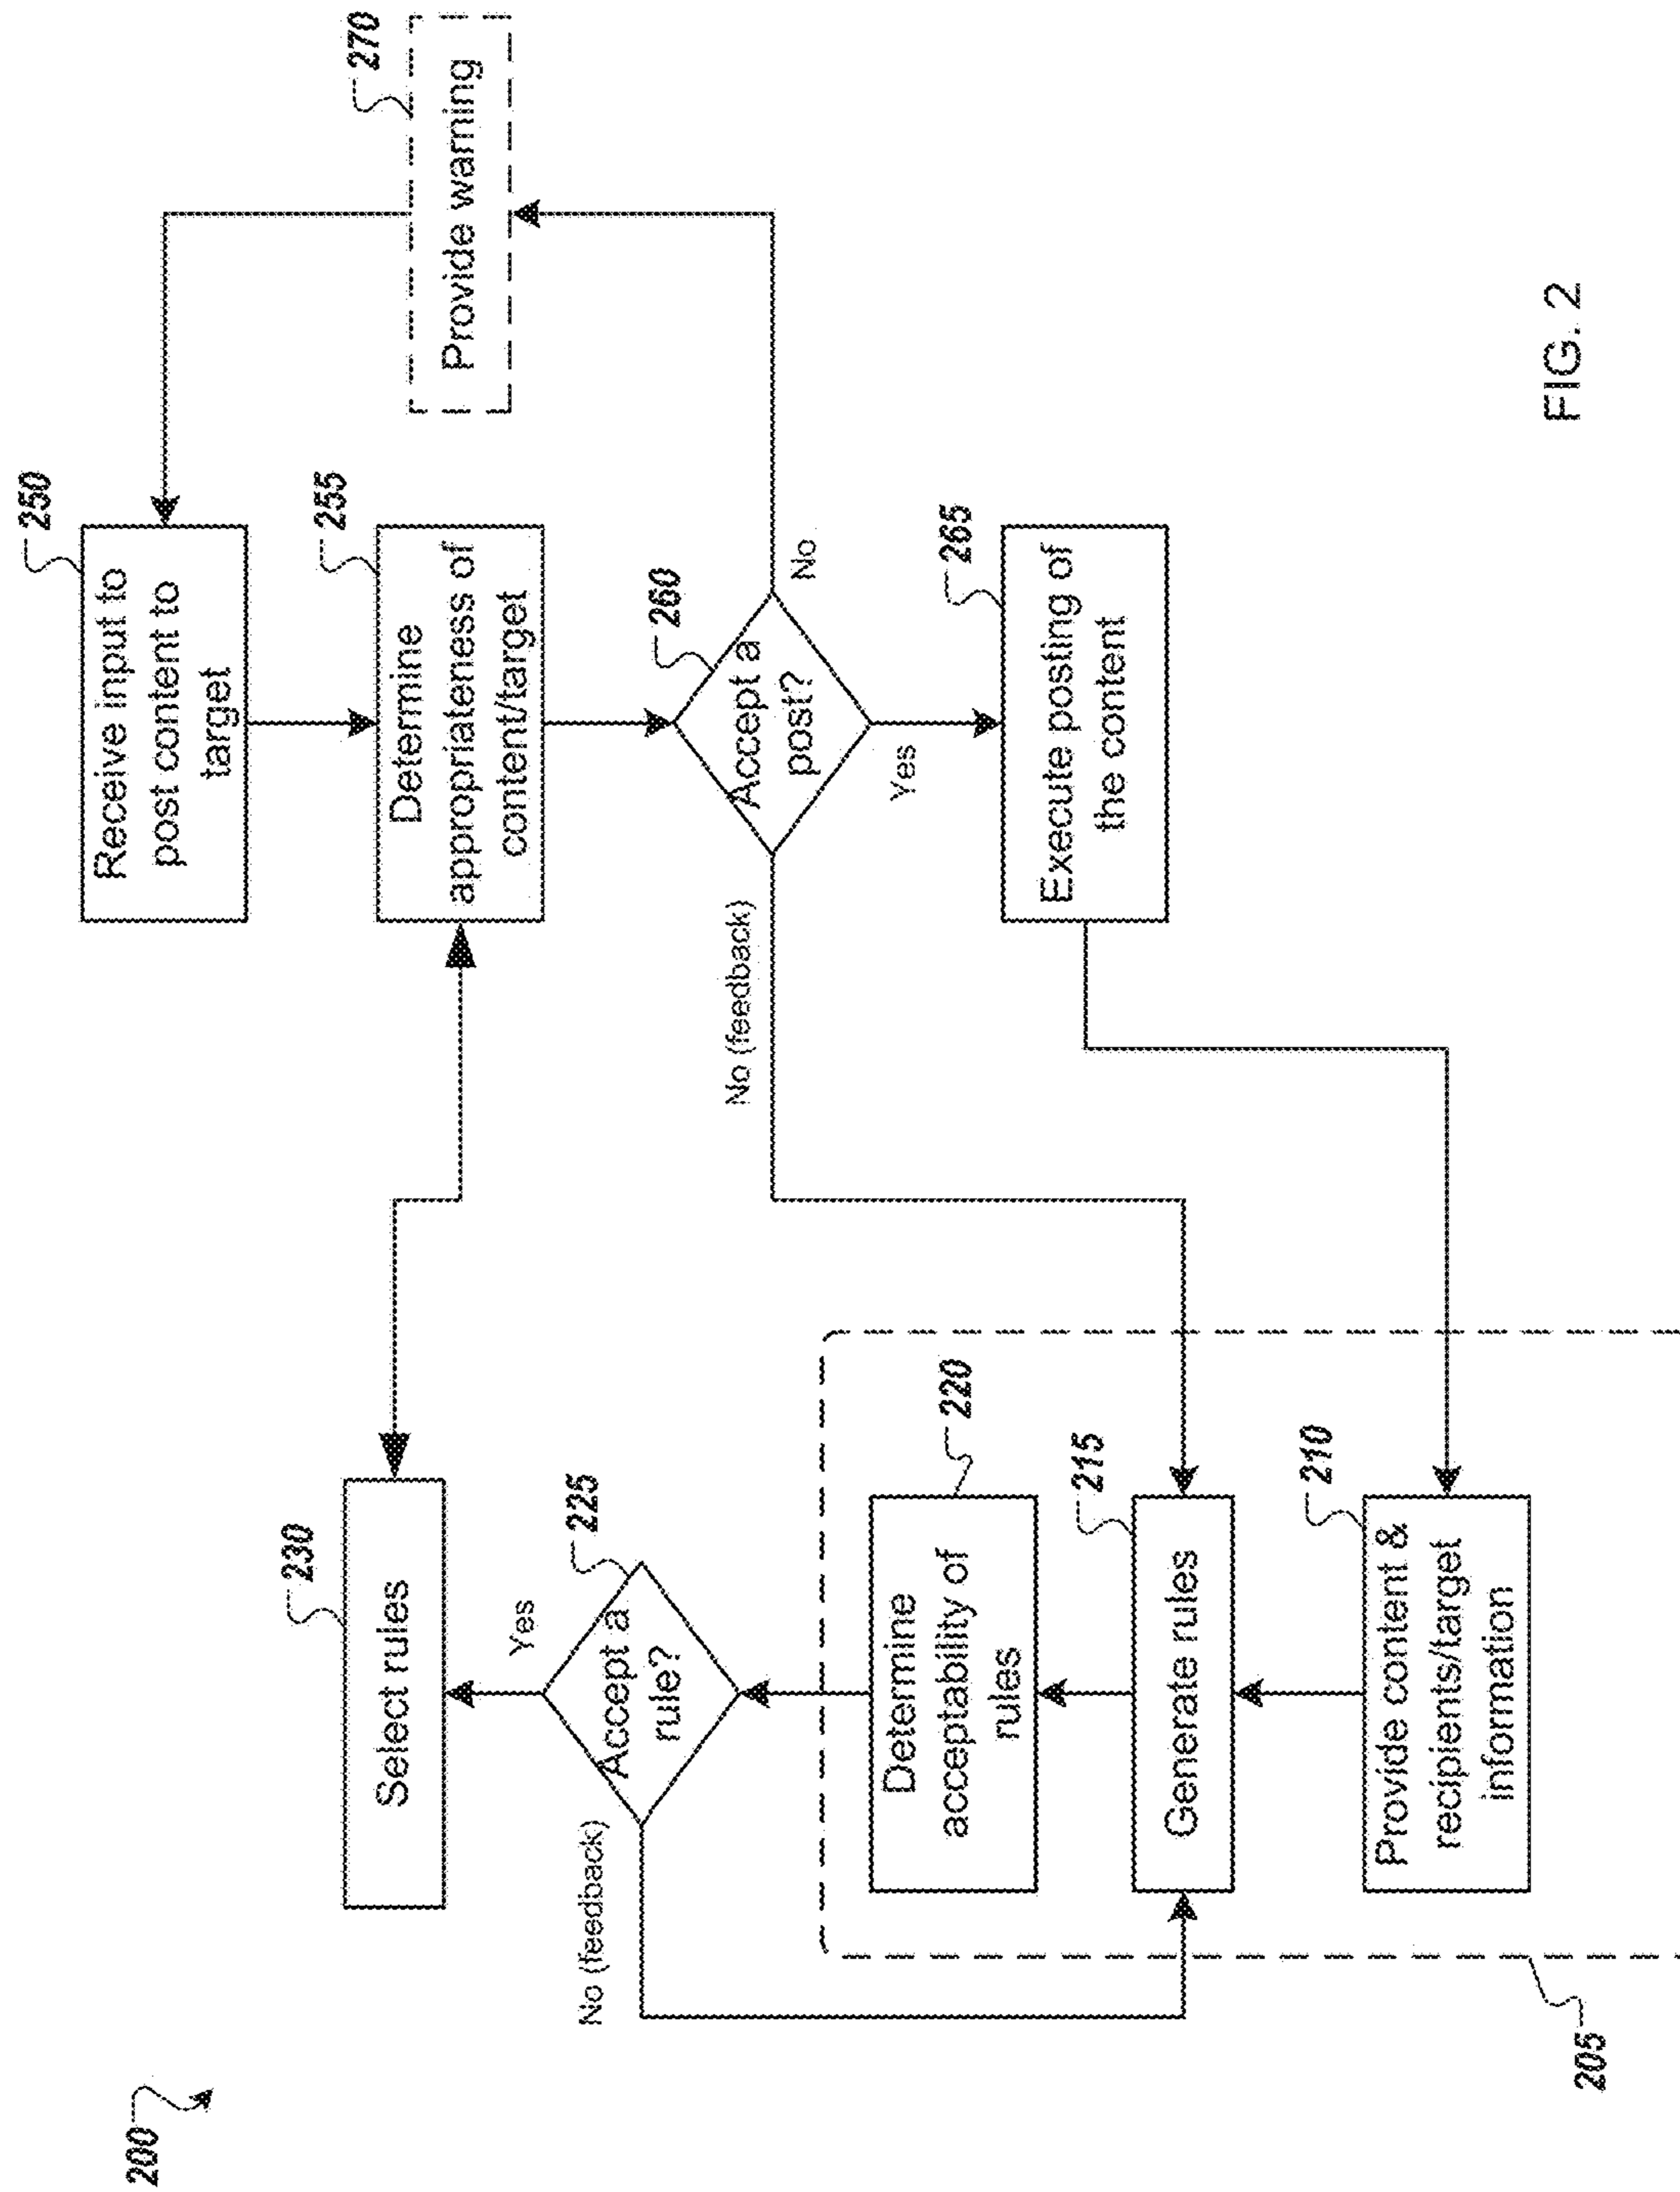 200
230
Select rules
Yes
225
Accept a
rule?
No (feedback)
220
Determine
acceptability of
rules
215
Generate rules
210
Provide content &
recipients/target
information
205
250
Receive input to
post content to
target
255
Determine
appropriateness of
content/target
260
Accept a
post?
No (feedback)
No
Yes
265
Execute posting of
the content
270
Provide warning
FIG. 2